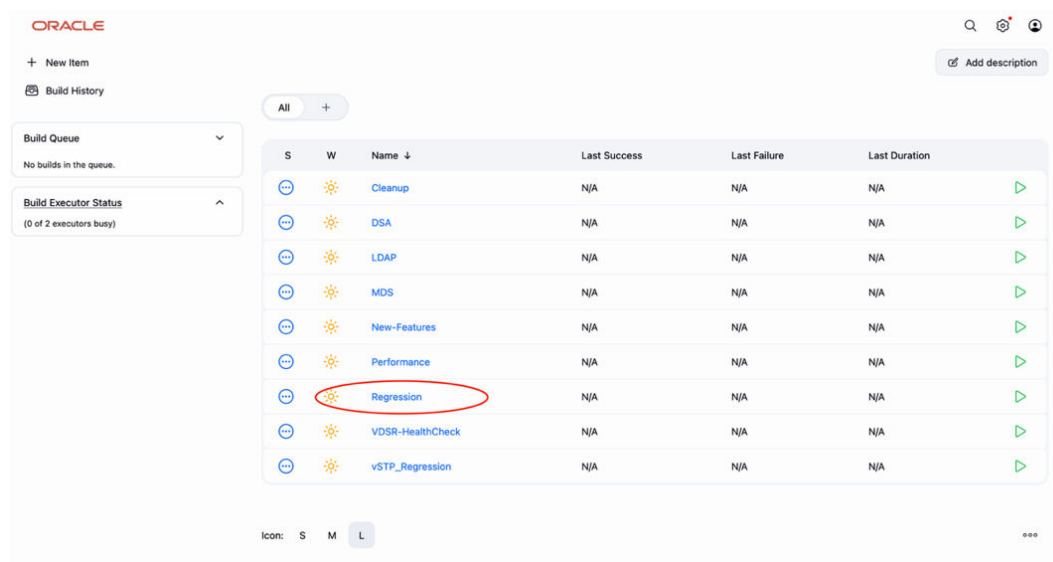 ORACLE
+ New Item
Add description
Build History
All +
Build Queue
No builds in the queue.
Build Executor Status
(0 of 2 executors busy)
S W Name ↓ Last Success Last Failure Last Duration
Cleanup N/A N/A N/A
DSA N/A N/A N/A
LDAP N/A N/A N/A
MDS N/A N/A N/A
New-Features N/A N/A N/A
Performance N/A N/A N/A
Regression N/A N/A N/A
VDSR-HealthCheck N/A N/A N/A
vSTP_Regression N/A N/A N/A
Icon: S M L